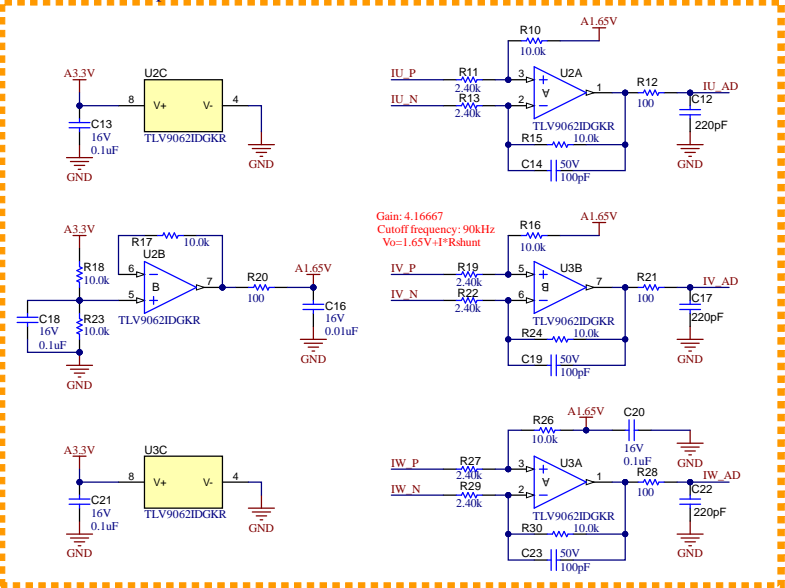 A3.3V
U2C
8
V+
V-
4
C13
16V
0.1uF
TLV9062IDGKR
GND
GND
A1.65V
R10
10.0k
IU_P
R11
2.40k
IU_N
R13
2.40k
3
2
A
U2A
1
TLV9062IDGKR
R12
100
IU_AD
C12
220pF
GND
R15
10.0k
C14
50V
100pF
A3.3V
R17
10.0k
R18
10.0k
U2B
6
5
B
7
TLV9062IDGKR
R20
100
A1.65V
C16
16V
0.01uF
GND
C18
16V
0.1uF
R23
10.0k
GND
Gain: 4.16667
Cutoff frequency: 90kHz
Vo=1.65V+I*Rshunt
A1.65V
R16
10.0k
IV_P
R19
2.40k
IV_N
R22
2.40k
5
6
B
U3B
7
TLV9062IDGKR
R21
100
IV_AD
C17
220pF
GND
R24
10.0k
C19
50V
100pF
A3.3V
U3C
8
V+
V-
4
C21
16V
0.1uF
TLV9062IDGKR
GND
GND
A1.65V
R26
10.0k
C20
16V
0.1uF
GND
IW_P
R27
2.40k
IW_N
R29
2.40k
3
2
A
U3A
1
TLV9062IDGKR
R28
100
IW_AD
C22
220pF
GND
R30
10.0k
C23
50V
100pF